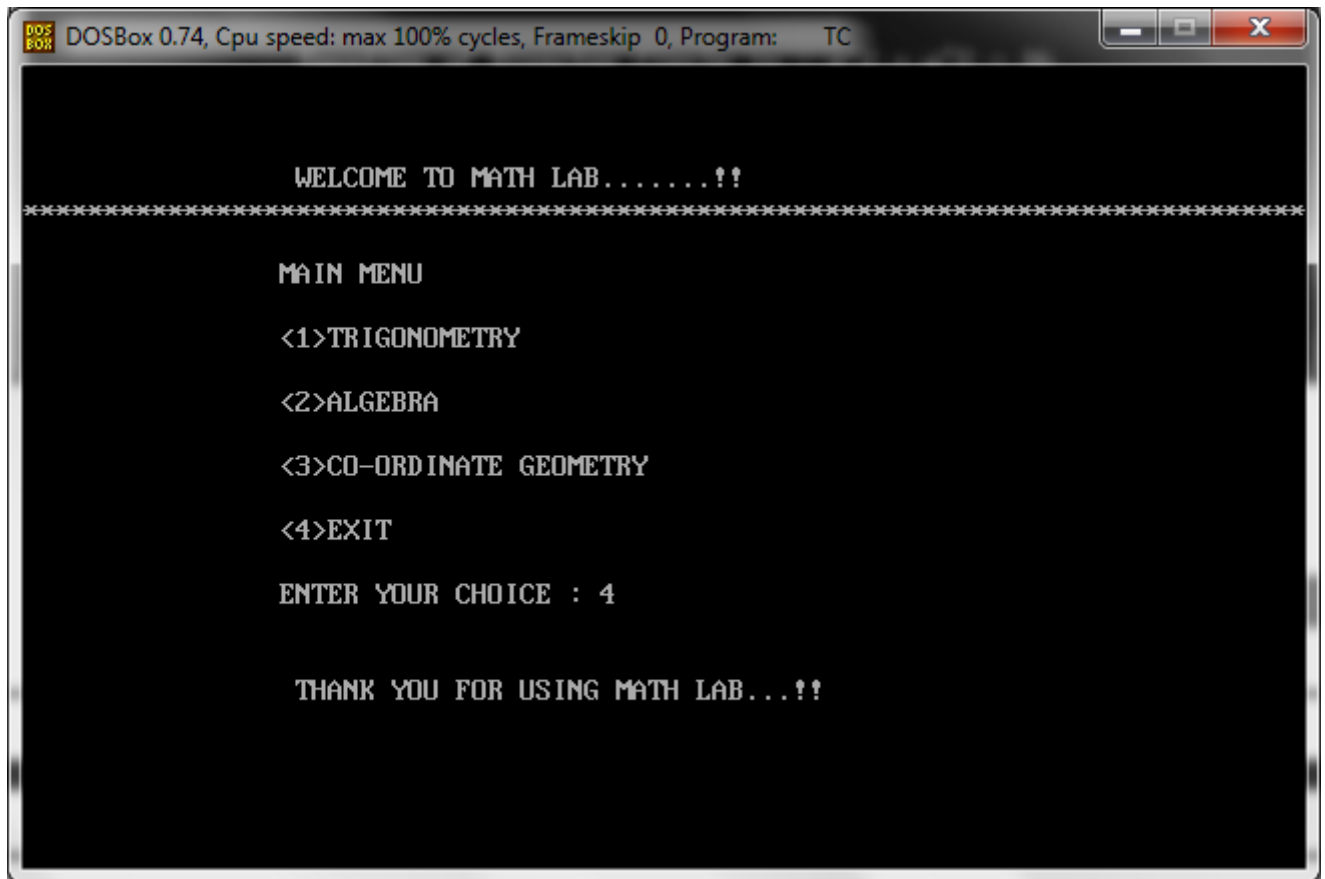 DOS BOX
DOSBox 0.74, Cpu speed: max 100% cycles, Frameskip 0, Program: TC
WELCOME TO MATH LAB.......!!
********************************************************************************
MAIN MENU
<1>TRIGONOMETRY
<2>ALGEBRA
<3>CO-ORDINATE GEOMETRY
<4>EXIT
ENTER YOUR CHOICE : 4
THANK YOU FOR USING MATH LAB...!!